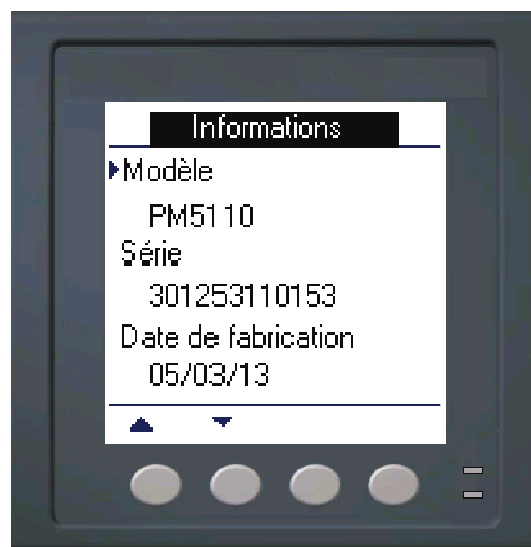 Informations
Modèle
PM5110
Série
301253110153
Date de fabrication
05/03/13